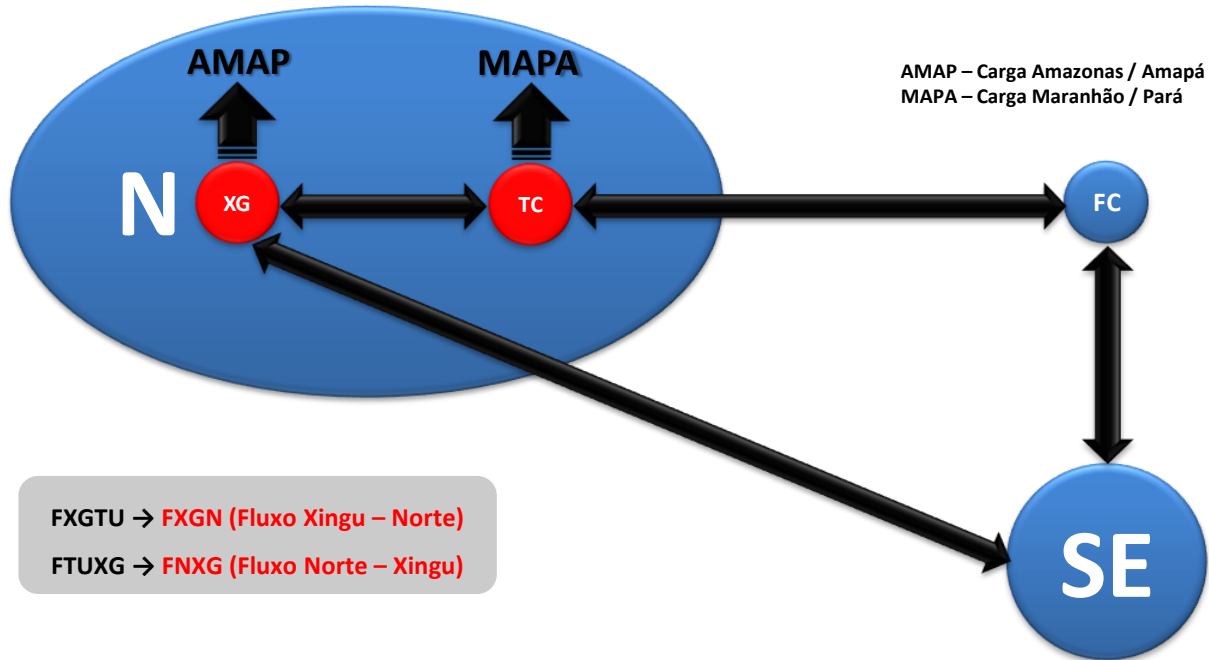 AMAP
MAPA
AMAP – Carga Amazonas / Amapá
MAPA – Carga Maranhão / Pará
N
XG
TC
FC
FXGTU → FXGN (Fluxo Xingu – Norte)
FTUXG → FNXG (Fluxo Norte – Xingu)
SE